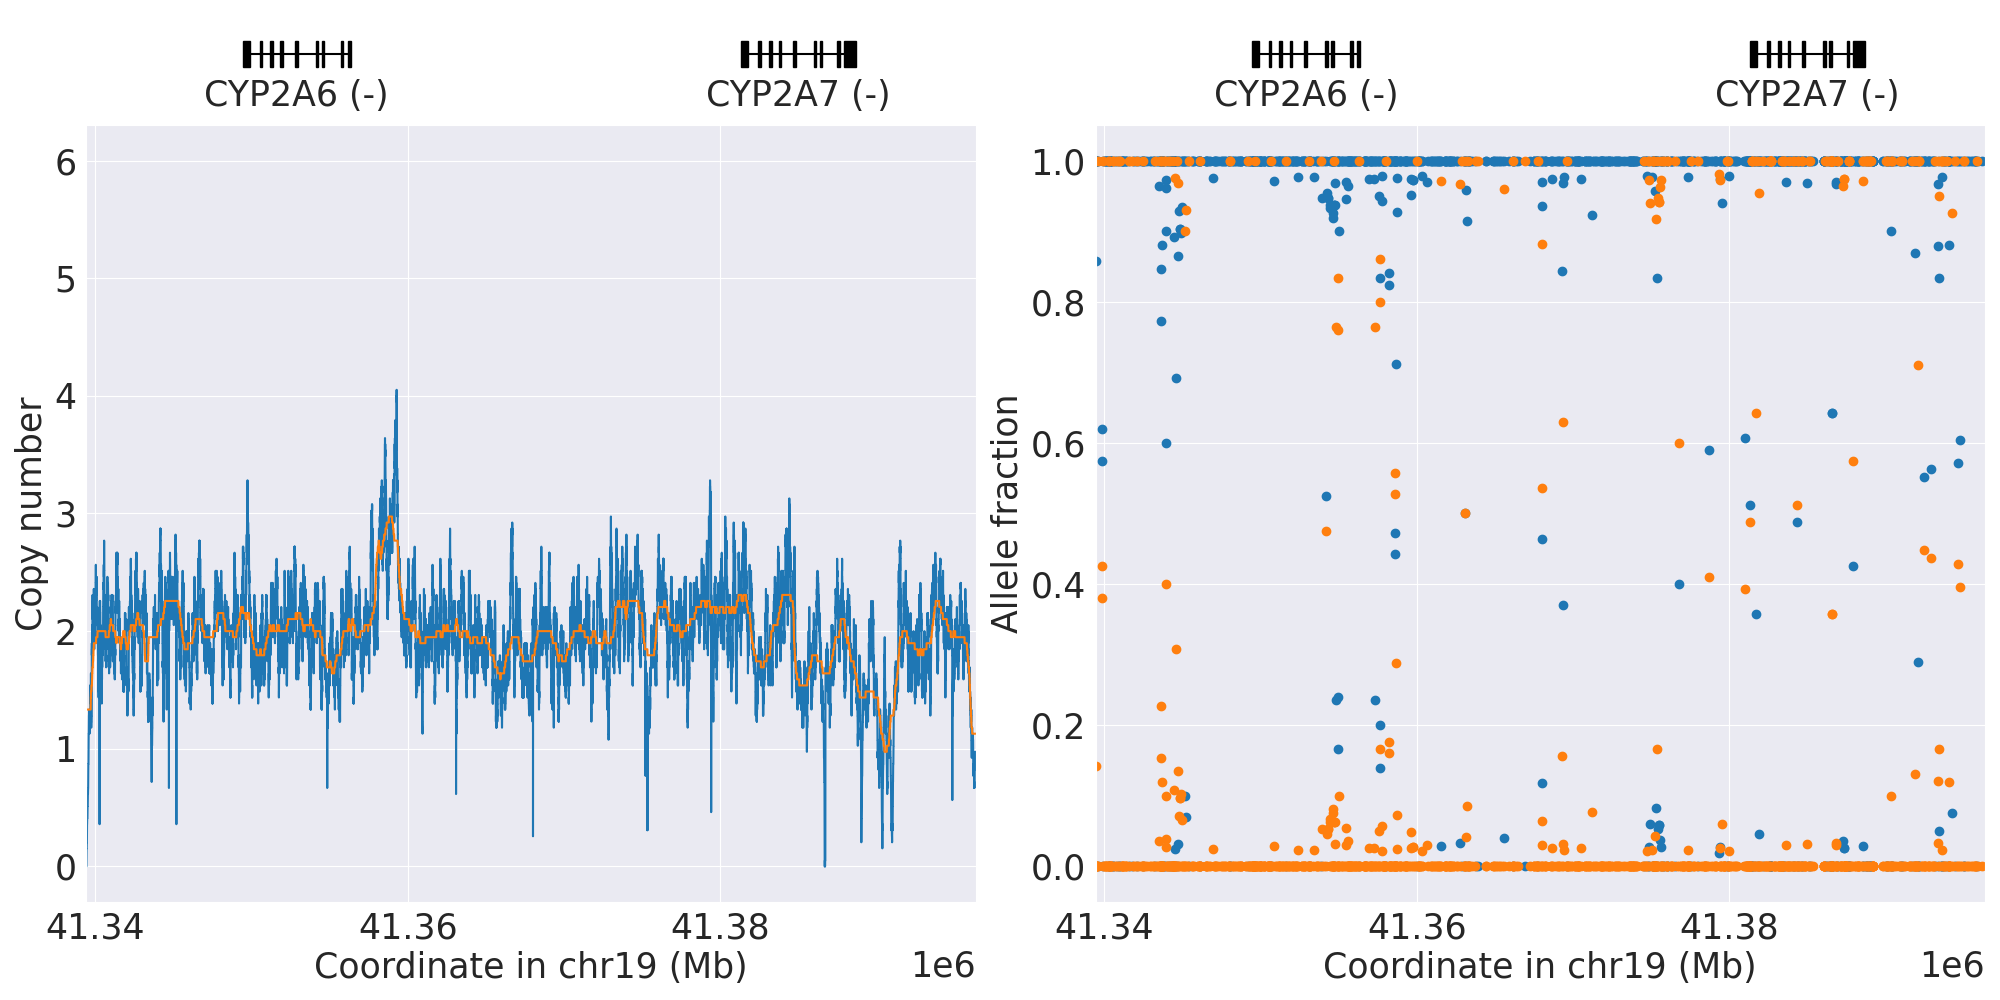 CYP2A6 (-)
CYP2A7 (-)
CYP2A6 (-)
CYP2A7 (-)
Copy number
6
5
4
3
2
1
0
41.34
41.36
41.38
Coordinate in chr19 (Mb)
1e6
Allele fraction
1.0
0.8
0.6
0.4
0.2
0.0
41.34
41.36
41.38
Coordinate in chr19 (Mb)
1e6